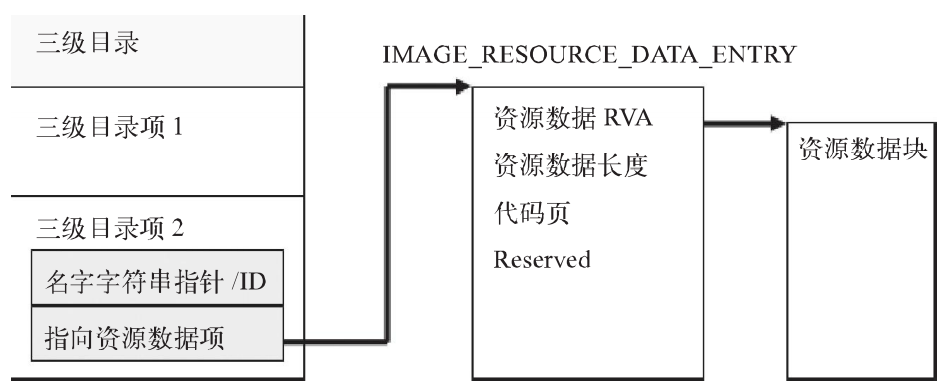 三级目录
三级目录项 1
三级目录项 2
名字字符串指针 /ID
指向资源数据项
IMAGE_RESOURCE_DATA_ENTRY
资源数据 RVA
资源数据长度
代码页
Reserved
资源数据块